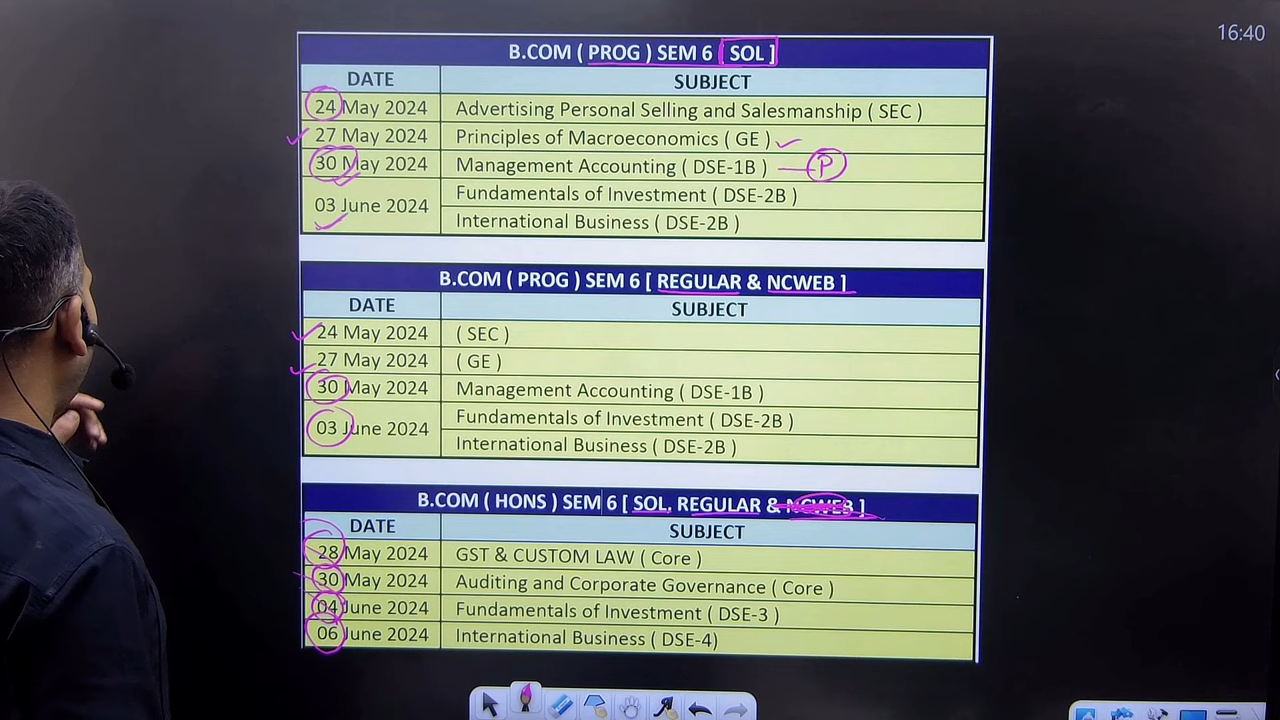 16:40
B.COM ( PROG ) SEM 6 [ SOL ]
DATE SUBJECT
24 May 2024 Advertising Personal Selling and Salesmanship ( SEC )
27 May 2024 Principles of Macroeconomics ( GE )
30 May 2024 Management Accounting ( DSE-1B ) P
03 June 2024 Fundamentals of Investment ( DSE-2B )
International Business ( DSE-2B )
B.COM ( PROG ) SEM 6 [ REGULAR & NCWEB ]
DATE SUBJECT
24 May 2024 ( SEC )
27 May 2024 ( GE )
30 May 2024 Management Accounting ( DSE-1B )
03 June 2024 Fundamentals of Investment ( DSE-2B )
International Business ( DSE-2B )
B.COM ( HONS ) SEM 6 [ SOL, REGULAR & NCWEB ]
DATE SUBJECT
28 May 2024 GST & CUSTOM LAW ( Core )
30 May 2024 Auditing and Corporate Governance ( Core )
04 June 2024 Fundamentals of Investment ( DSE-3 )
06 June 2024 International Business ( DSE-4)